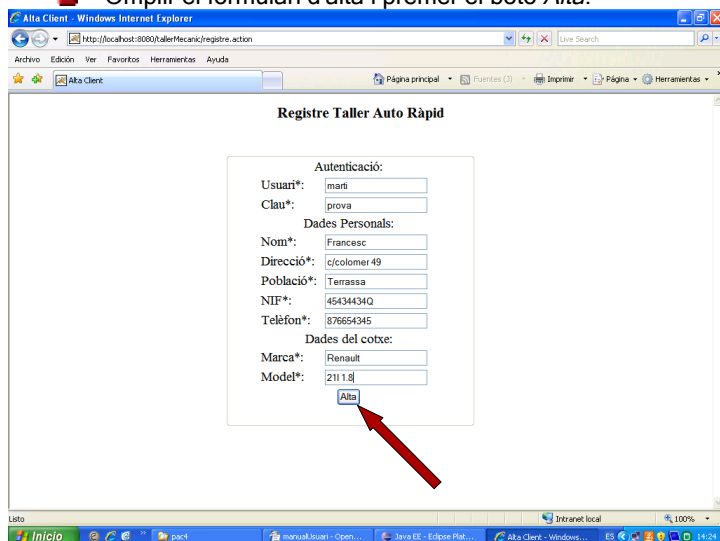 Omplir el formulari d'alta i prémer el botó Alta.
Alta Client - Windows Internet Explorer
http://localhost:8080/tallerMecanic/registre.action
Live Search
Archivo Edición Ver Favoritos Herramientas Ayuda
Alta Client
Página principal Fuentes (J) Imprimir Página Herramientas
Registre Taller Auto Ràpid
Autenticació:
Usuari*: marti
Clau*: prova
Dades Personals:
Nom*: Francesc
Direcció*: c/colomer 49
Població*: Terrassa
NIF*: 45434434Q
Telèfon*: 876654345
Dades del cotxe:
Marca*: Renault
Model*: 21l 1.8
Alta
Listo
Intranet local
100%
Inicio
pac4
manualUsuari - Open...
Java EE - Eclipse Plat...
Alta Client - Windows...
ES
14:24